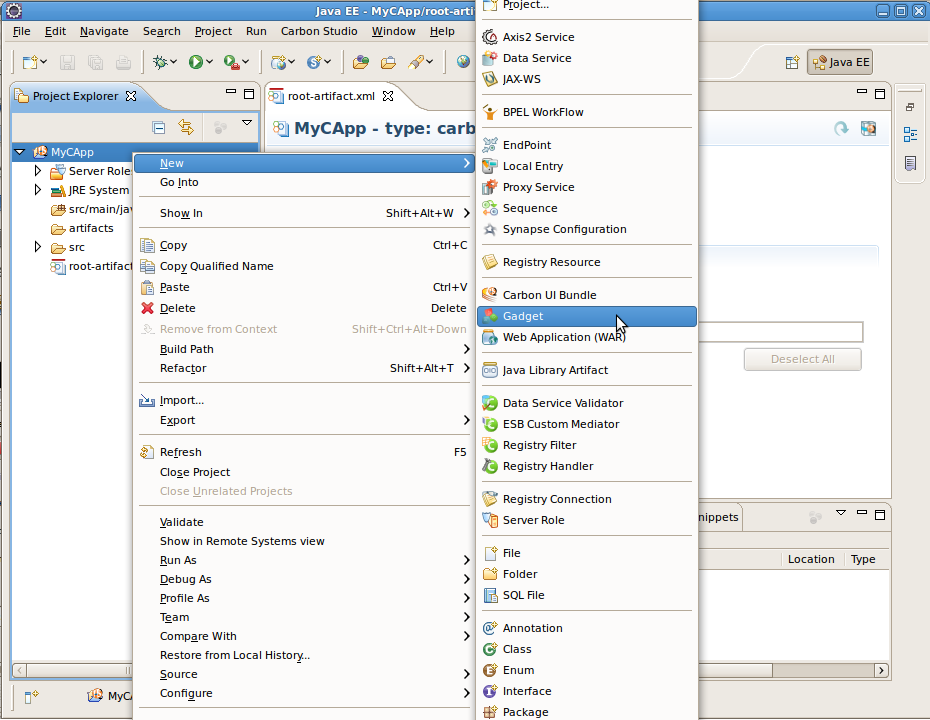 Java EE - MyCApp/root-arti
File Edit Navigate Search Project Run Carbon Studio Window Help
Java EE
Project Explorer
root-artifact.xml
MyCApp - type: carb
MyCApp
Server Role
JRE System
src/main/ja
artifacts
src
root-artifact
New
Go Into
Show In Shift+Alt+W
Copy Ctrl+C
Copy Qualified Name
Paste Ctrl+V
Delete Delete
Remove from Context Shift+Ctrl+Alt+Down
Build Path
Refactor Shift+Alt+T
Import...
Export
Refresh F5
Close Project
Close Unrelated Projects
Validate
Show in Remote Systems view
Run As
Debug As
Profile As
Team
Compare With
Restore from Local History...
Source
Configure
Project...
Axis2 Service
Data Service
JAX-WS
BPEL WorkFlow
EndPoint
Local Entry
Proxy Service
Sequence
Synapse Configuration
Registry Resource
Carbon UI Bundle
Gadget
Web Application (WAR)
Java Library Artifact
Data Service Validator
ESB Custom Mediator
Registry Filter
Registry Handler
Registry Connection
Server Role
File
Folder
SQL File
Annotation
Class
Enum
Interface
Package
Deselect All
nippets
Location Type
MyCA